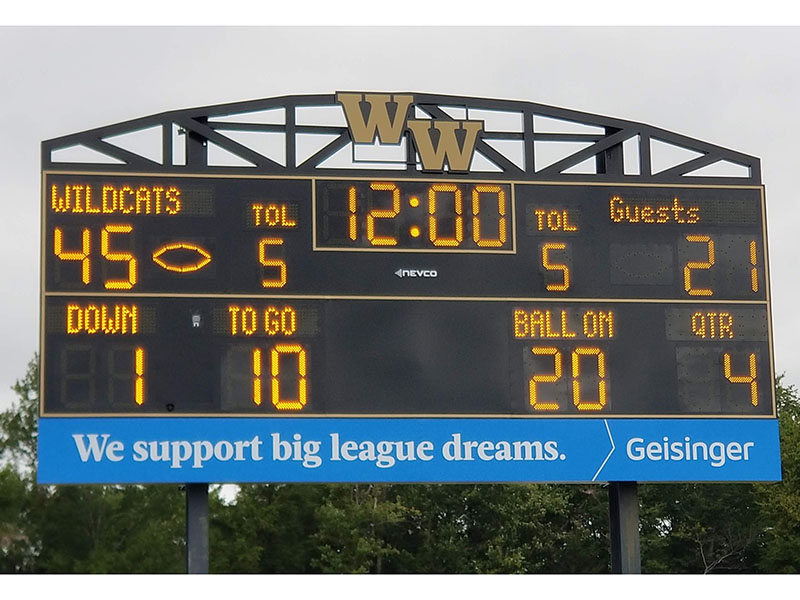 WW
WILDCATS TOL 12:00 TOL Guests
45 5 5 21
NEVCO
DOWN TO GO BALL ON QTR
1 10 20 4
We support big league dreams. Geisinger